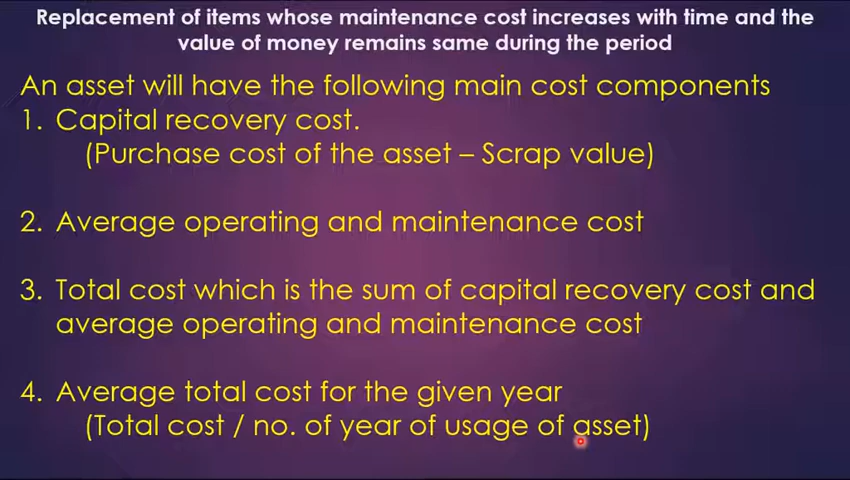 Replacement of items whose maintenance cost increases with time and the
value of money remains same during the period
An asset will have the following main cost components
1. Capital recovery cost.
(Purchase cost of the asset – Scrap value)
2. Average operating and maintenance cost
3. Total cost which is the sum of capital recovery cost and
average operating and maintenance cost
4. Average total cost for the given year
(Total cost / no. of year of usage of asset)